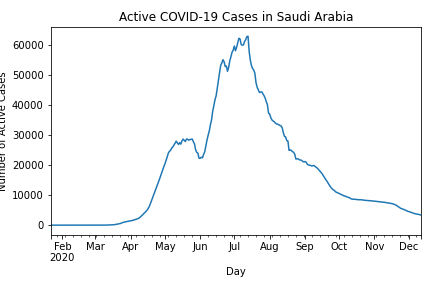 Active COVID-19 Cases in Saudi Arabia
Number of Active Cases
60000
50000
40000
30000
20000
10000
0
Feb Mar Apr May Jun Jul Aug Sep Oct Nov Dec
2020
Day